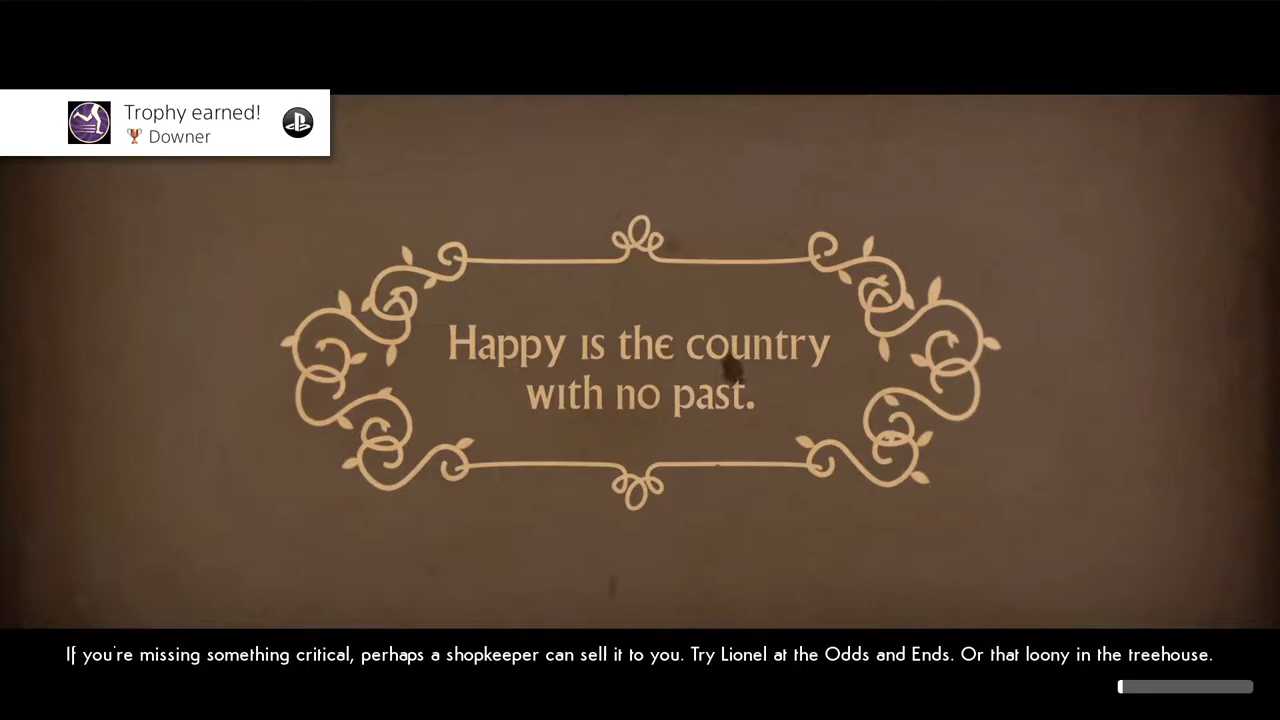 Trophy earned!
Downer
Happy is the country
with no past.
If you're missing something critical, perhaps a shopkeeper can sell it to you. Try Lionel at the Odds and Ends. Or that loony in the treehouse.